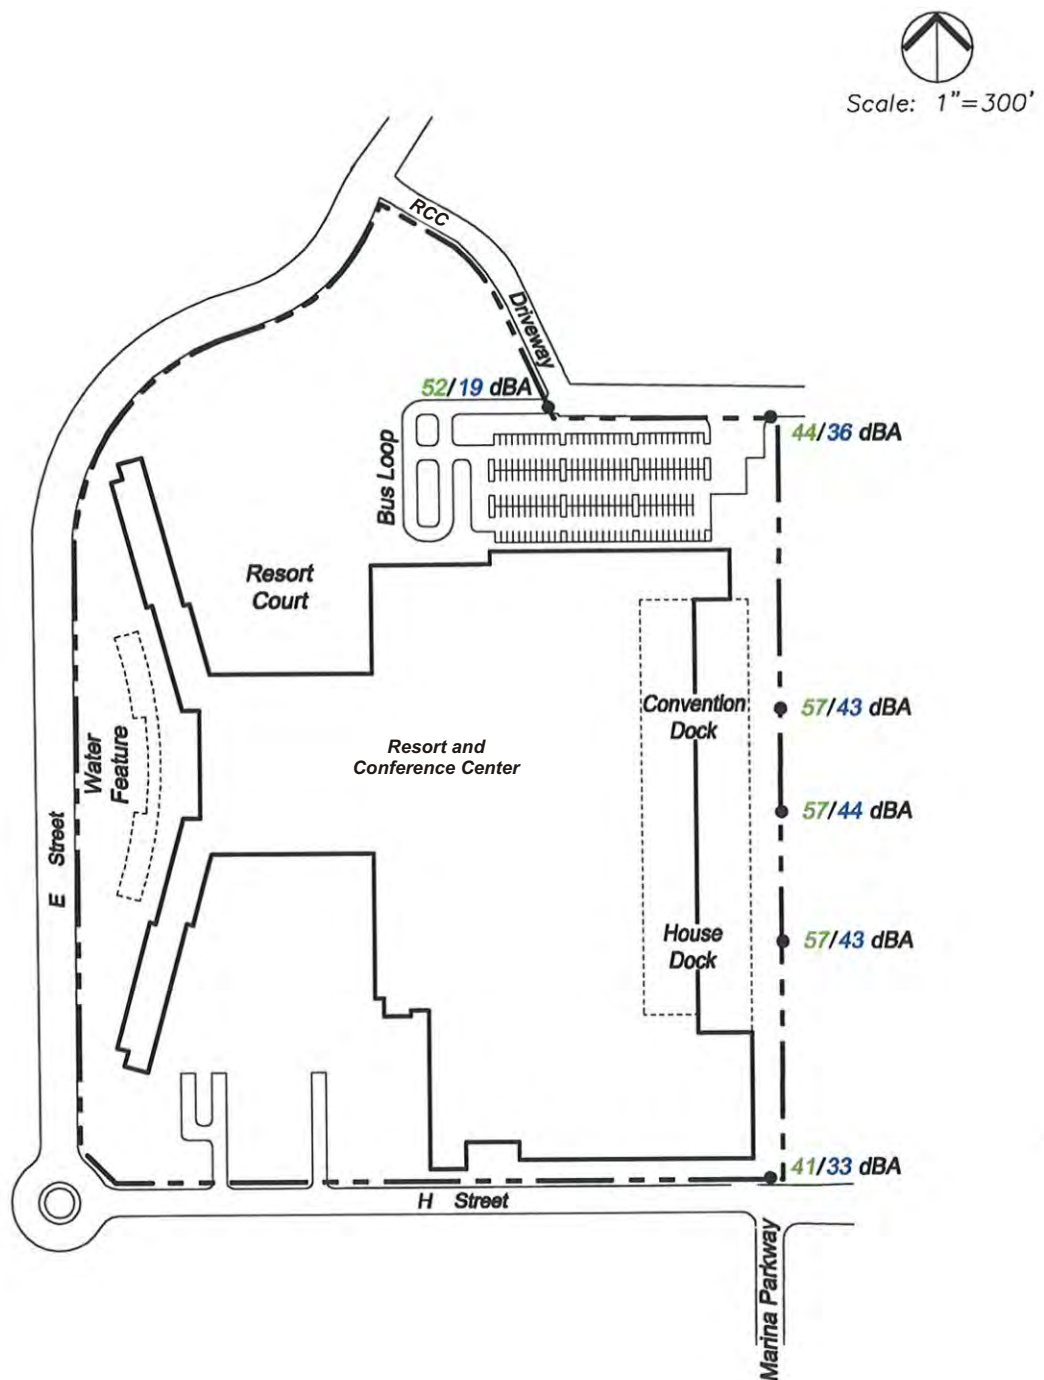 Scale: 1"=300'
RCC
Driveway
52/19 dBA
44/36 dBA
Bus Loop
Resort
Court
Water
Feature
Resort and
Conference Center
Convention
Dock
57/43 dBA
57/44 dBA
E Street
House
Dock
57/43 dBA
41/33 dBA
H Street
Marina Parkway